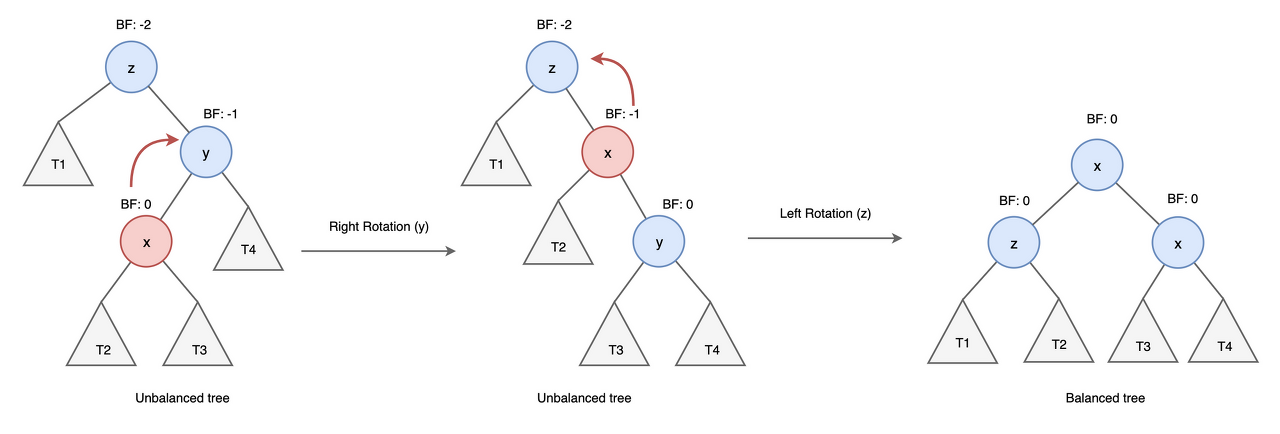 BF: -2
z
BF: -1
T1
y
BF: 0
x
T4
T2
T3
Unbalanced tree
Right Rotation (y)
BF: -2
z
BF: -1
T1
x
BF: 0
T2
y
T3
T4
Unbalanced tree
Left Rotation (z)
BF: 0
x
BF: 0
BF: 0
z
x
T1
T2
T3
T4
Balanced tree